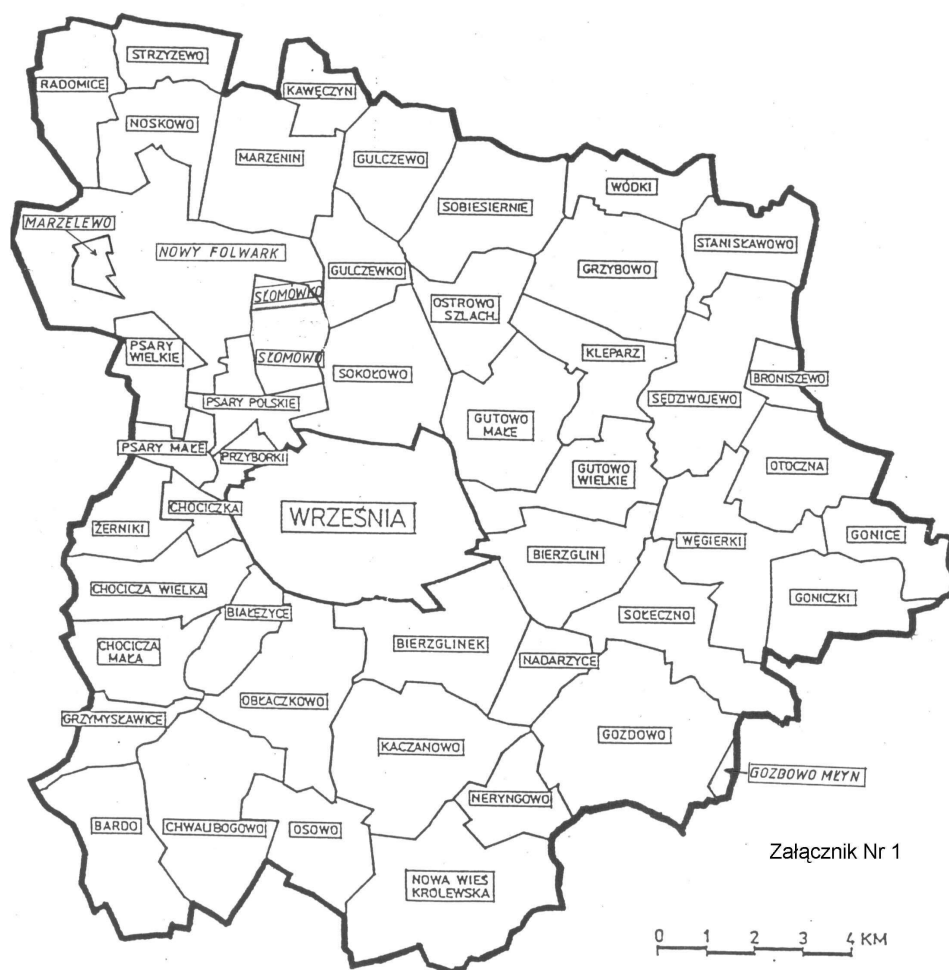 STRZYŻEWO
RADOMICE
KAWĘCZYN
NOSKOWO
MARZENIN
GULCZEWO
WÓDKI
SOBIESIERNIE
MARZELEWO
STANISŁAWOWO
NOWY FOLWARK
GULCZEWKO
GRZYBOWO
SŁOMÓWKO
OSTROWO
SZLACH.
PSARY
WIELKIE
SŁOMOWO
KLEPARZ
SOKOŁOWO
BRONISZEWO
SĘDZIWOJEWO
PSARY POLSKIE
GUTOWO
MAŁE
PSARY MAŁE
PRZYBORKI
OTOCZNA
GUTOWO
WIELKIE
CHOCICZKA
WRZEŚNIA
ŻERNIKI
GONICE
WĘGIERKI
BIERZGLIN
CHOCICZA WIELKA
GONICZKI
BIAŁĘŻYCE
SOŁECZNO
BIERZGLINEK
CHOCICZA
MAŁA
NADARZYCE
OBŁACZKOWO
GRZYMYSŁAWICE
GOZDOWO
KACZANOWO
GOZDOWO MŁYN
NERYNGOWO
BARDO
CHWALIBOGOWO
OSOWO
Załącznik Nr 1
NOWA WIEŚ
KRÓLEWSKA
0 1 2 3 4 KM